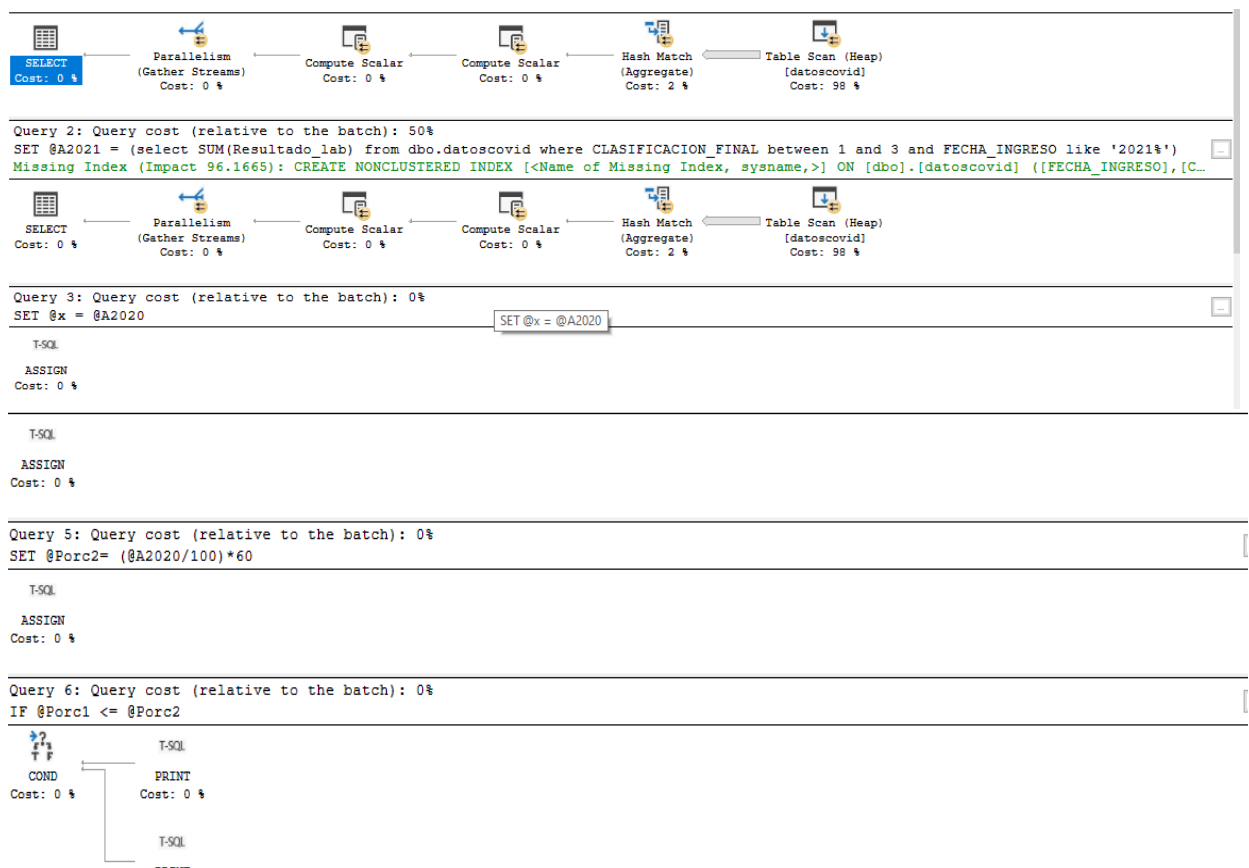 SELECT
Cost: 0 %
Parallelism
(Gather Streams)
Cost: 0 %
Compute Scalar
Cost: 0 %
Compute Scalar
Cost: 0 %
Hash Match
(Aggregate)
Cost: 2 %
Table Scan (Heap)
[datoscovid]
Cost: 98 %
Query 2: Query cost (relative to the batch): 50%
SET @A2021 = (select SUM(Resultado_lab) from dbo.datoscovid where CLASIFICACION_FINAL between 1 and 3 and FECHA_INGRESO like '2021%')
...
Missing Index (Impact 96.1665): CREATE NONCLUSTERED INDEX [<Name of Missing Index, sysname,>] ON [dbo].[datoscovid] ([FECHA_INGRESO],[C...
SELECT
Cost: 0 %
Parallelism
(Gather Streams)
Cost: 0 %
Compute Scalar
Cost: 0 %
Compute Scalar
Cost: 0 %
Hash Match
(Aggregate)
Cost: 2 %
Table Scan (Heap)
[datoscovid]
Cost: 98 %
Query 3: Query cost (relative to the batch): 0%
...
SET @x = @A2020
SET @x = @A2020
T-SQL
ASSIGN
Cost: 0 %
T-SQL
ASSIGN
Cost: 0 %
Query 5: Query cost (relative to the batch): 0%
SET @Porc2= (@A2020/100)*60
T-SQL
ASSIGN
Cost: 0 %
Query 6: Query cost (relative to the batch): 0%
IF @Porc1 <= @Porc2
T F
COND
Cost: 0 %
T-SQL
PRINT
Cost: 0 %
T-SQL